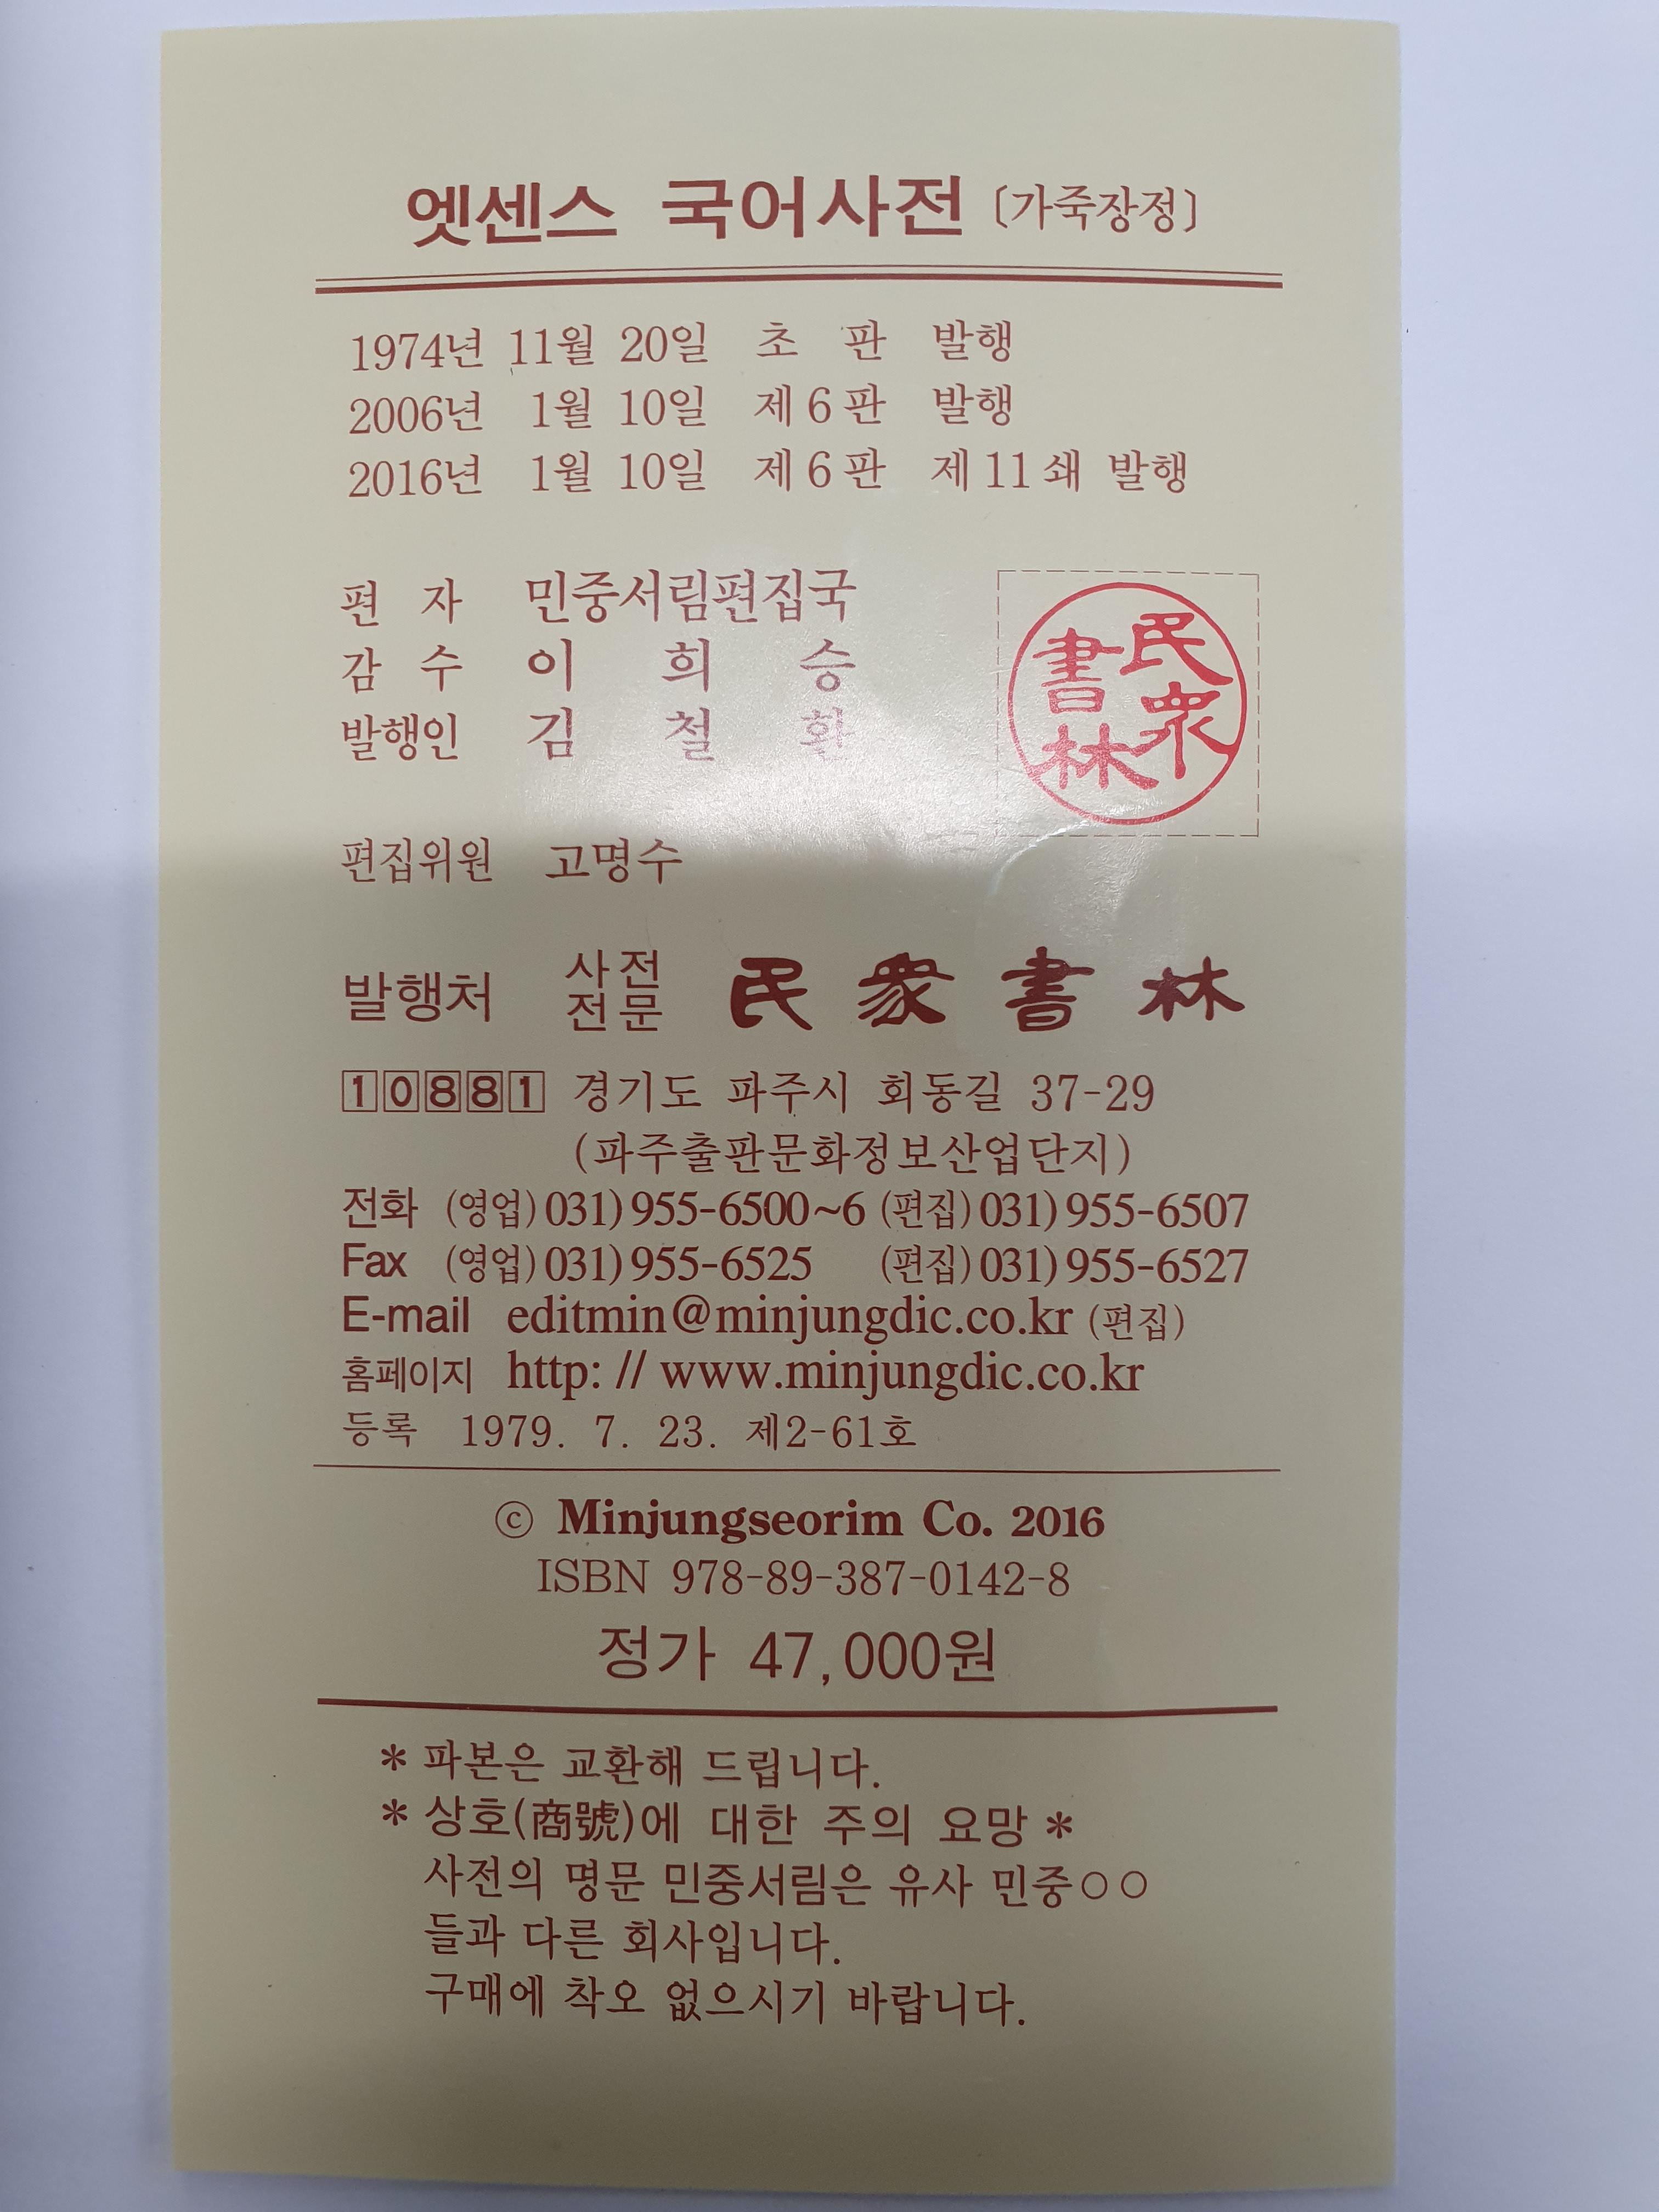 엣센스 국어사전 〔가죽장정〕
1974년 11월 20일 초 판 발행
2006년 1월 10일 제6판 발행
2016년 1월 10일 제6판 제11쇄 발행
편 자 민중서림편집국
감 수 이 희 승
발행인 김 철 환
民衆
書林
편집위원 고명수
발행처 사전 전문 民衆書林
10881 경기도 파주시 회동길 37-29
(파주출판문화정보산업단지)
전화 (영업) 031) 955-6500~6 (편집) 031) 955-6507
Fax (영업) 031) 955-6525 (편집) 031) 955-6527
E-mail editmin@minjungdic.co.kr (편집)
홈페이지 http: // www.minjungdic.co.kr
등록 1979. 7. 23. 제2-61호
ⓒ Minjungseorim Co. 2016
ISBN 978-89-387-0142-8
정가 47,000원
* 파본은 교환해 드립니다.
* 상호(商號)에 대한 주의 요망 *
사전의 명문 민중서림은 유사 민중○○
들과 다른 회사입니다.
구매에 착오 없으시기 바랍니다.